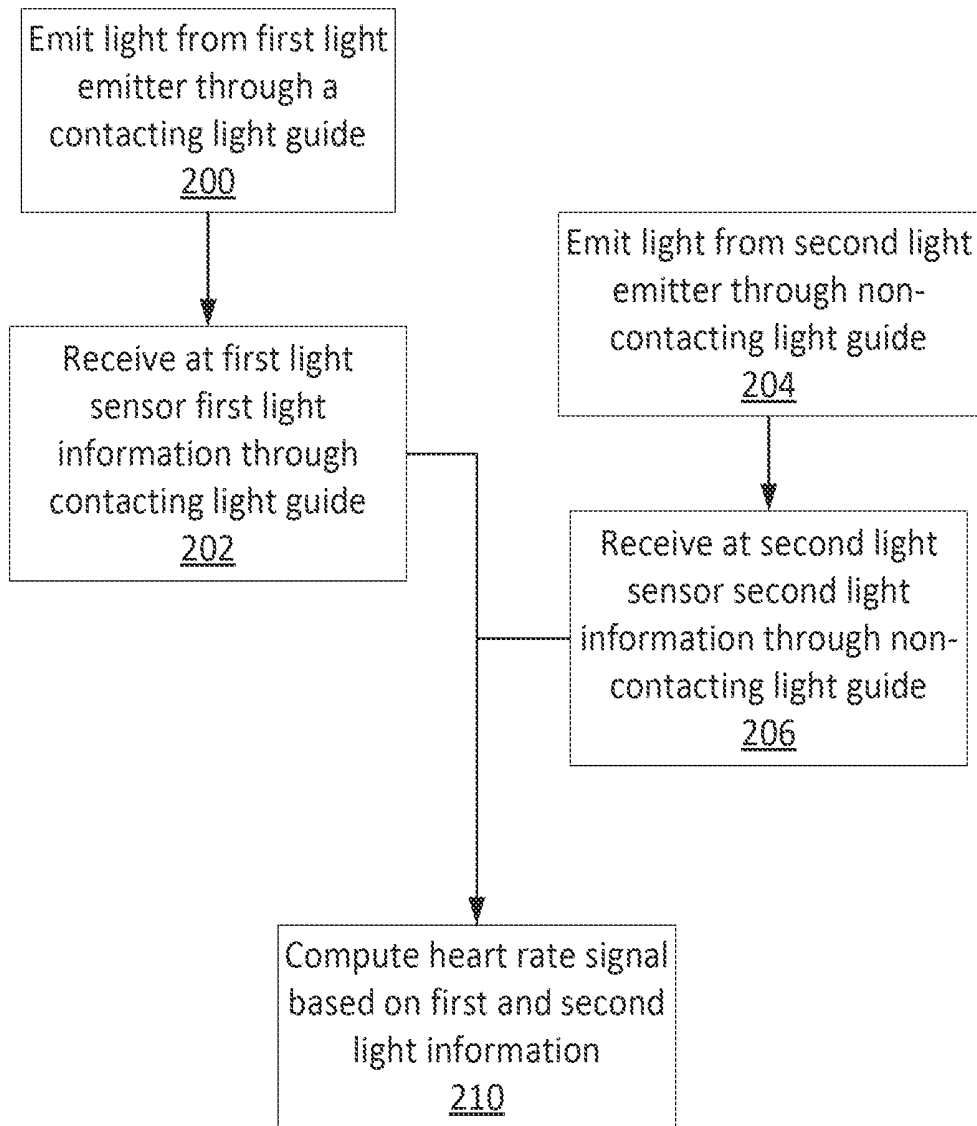 Emit light from first light
emitter through a
contacting light guide
200
Receive at first light
sensor first light
information through
contacting light guide
202
Emit light from second light
emitter through non-
contacting light guide
204
Receive at second light
sensor second light
information through non-
contacting light guide
206
Compute heart rate signal
based on first and second
light information
210